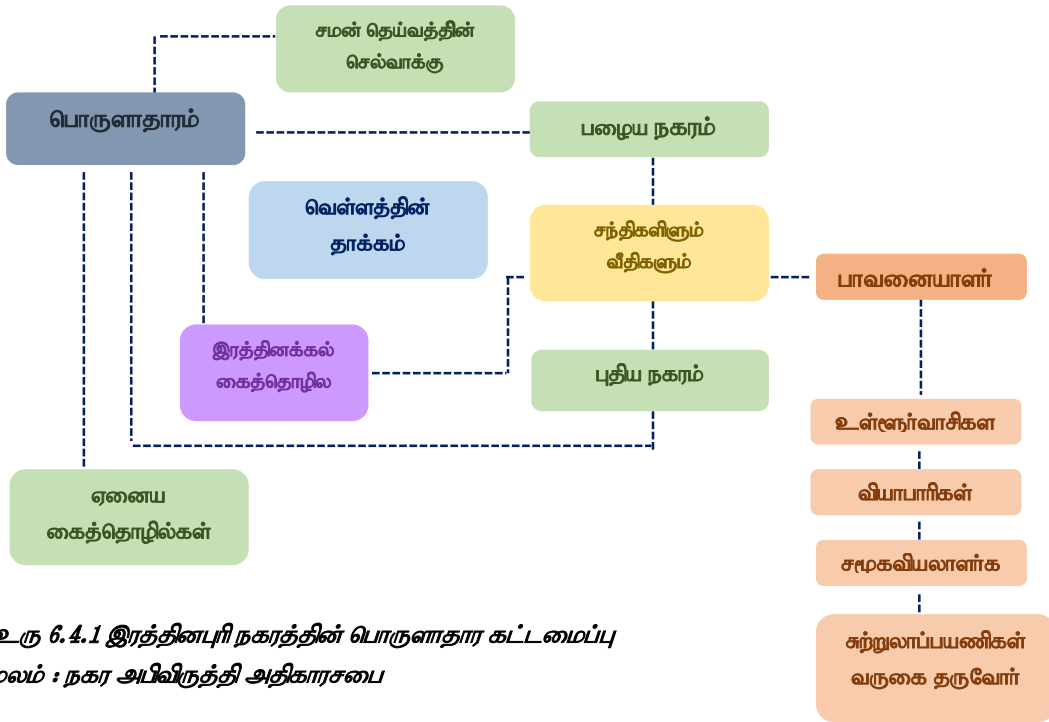 சமன் தெய்வத்தின்
செல்வாக்கு
பொருளாதாரம்
பழைய நகரம்
வெள்ளத்தின்
தாக்கம்
சந்திகளிளும்
வீதிகளும்
பாவனையாளர்
இரத்தினக்கல்
கைத்தொழில
புதிய நகரம்
உள்ளூர்வாசிகள
வியாபாரிகள்
ஏனைய
கைத்தொழில்கள்
சமூகவியலாளர்க
சுற்றுலாப்பயணிகள்
வருகை தருவோர்
உரு 6.4.1 இரத்தினபுரி நகரத்தின் பொருளாதார கட்டமைப்பு
மூலம் : நகர அபிவிருத்தி அதிகாரசபை